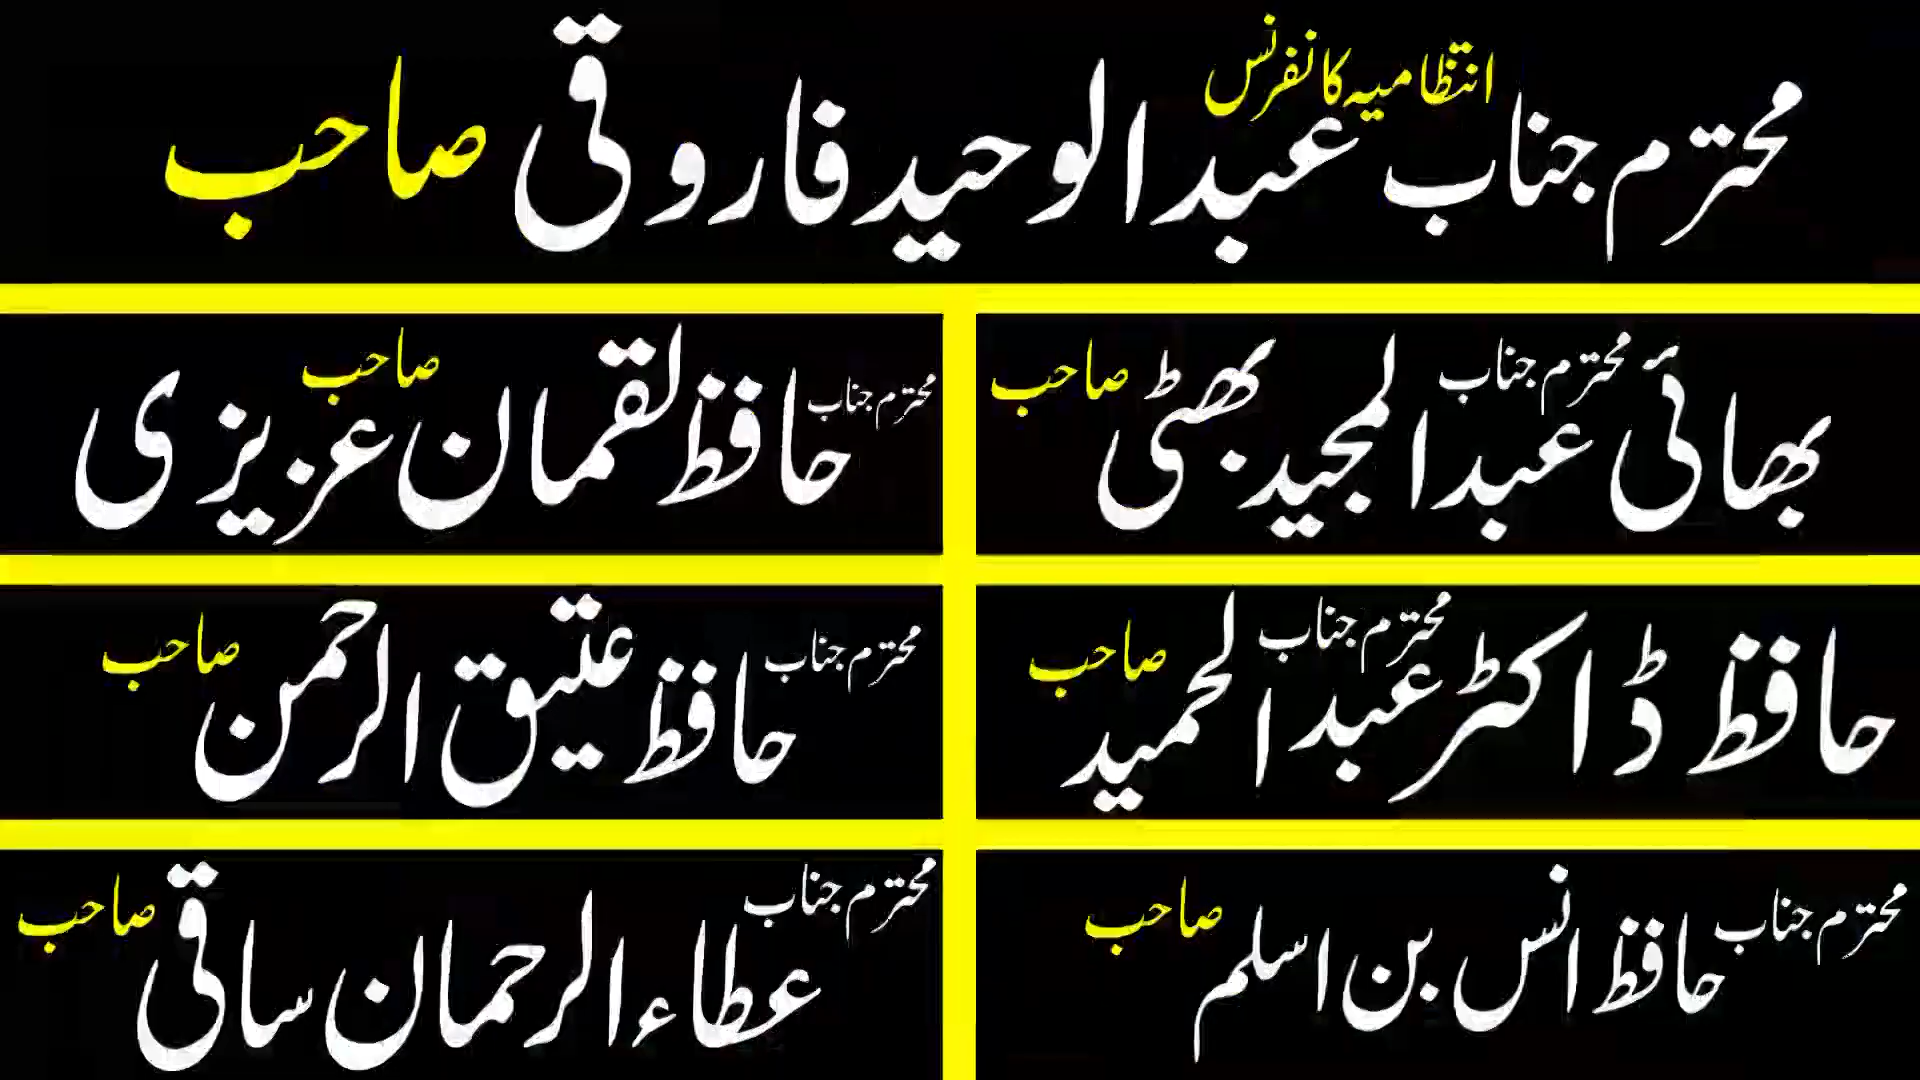 انتظامیہ کانفرنس
محترم جناب عبدالوحید فاروقی صاحب
محترم جناب
بھائی عبدالمجید بھٹی صاحب
محترم جناب
حافظ لقمان عزیزی صاحب
محترم جناب
حافظ ڈاکٹر عبدالحمید صاحب
محترم جناب
حافظ عتیق الرحمن صاحب
محترم جناب
حافظ انس بن اسلم صاحب
محترم جناب
عطاء الرحمان ساقی صاحب